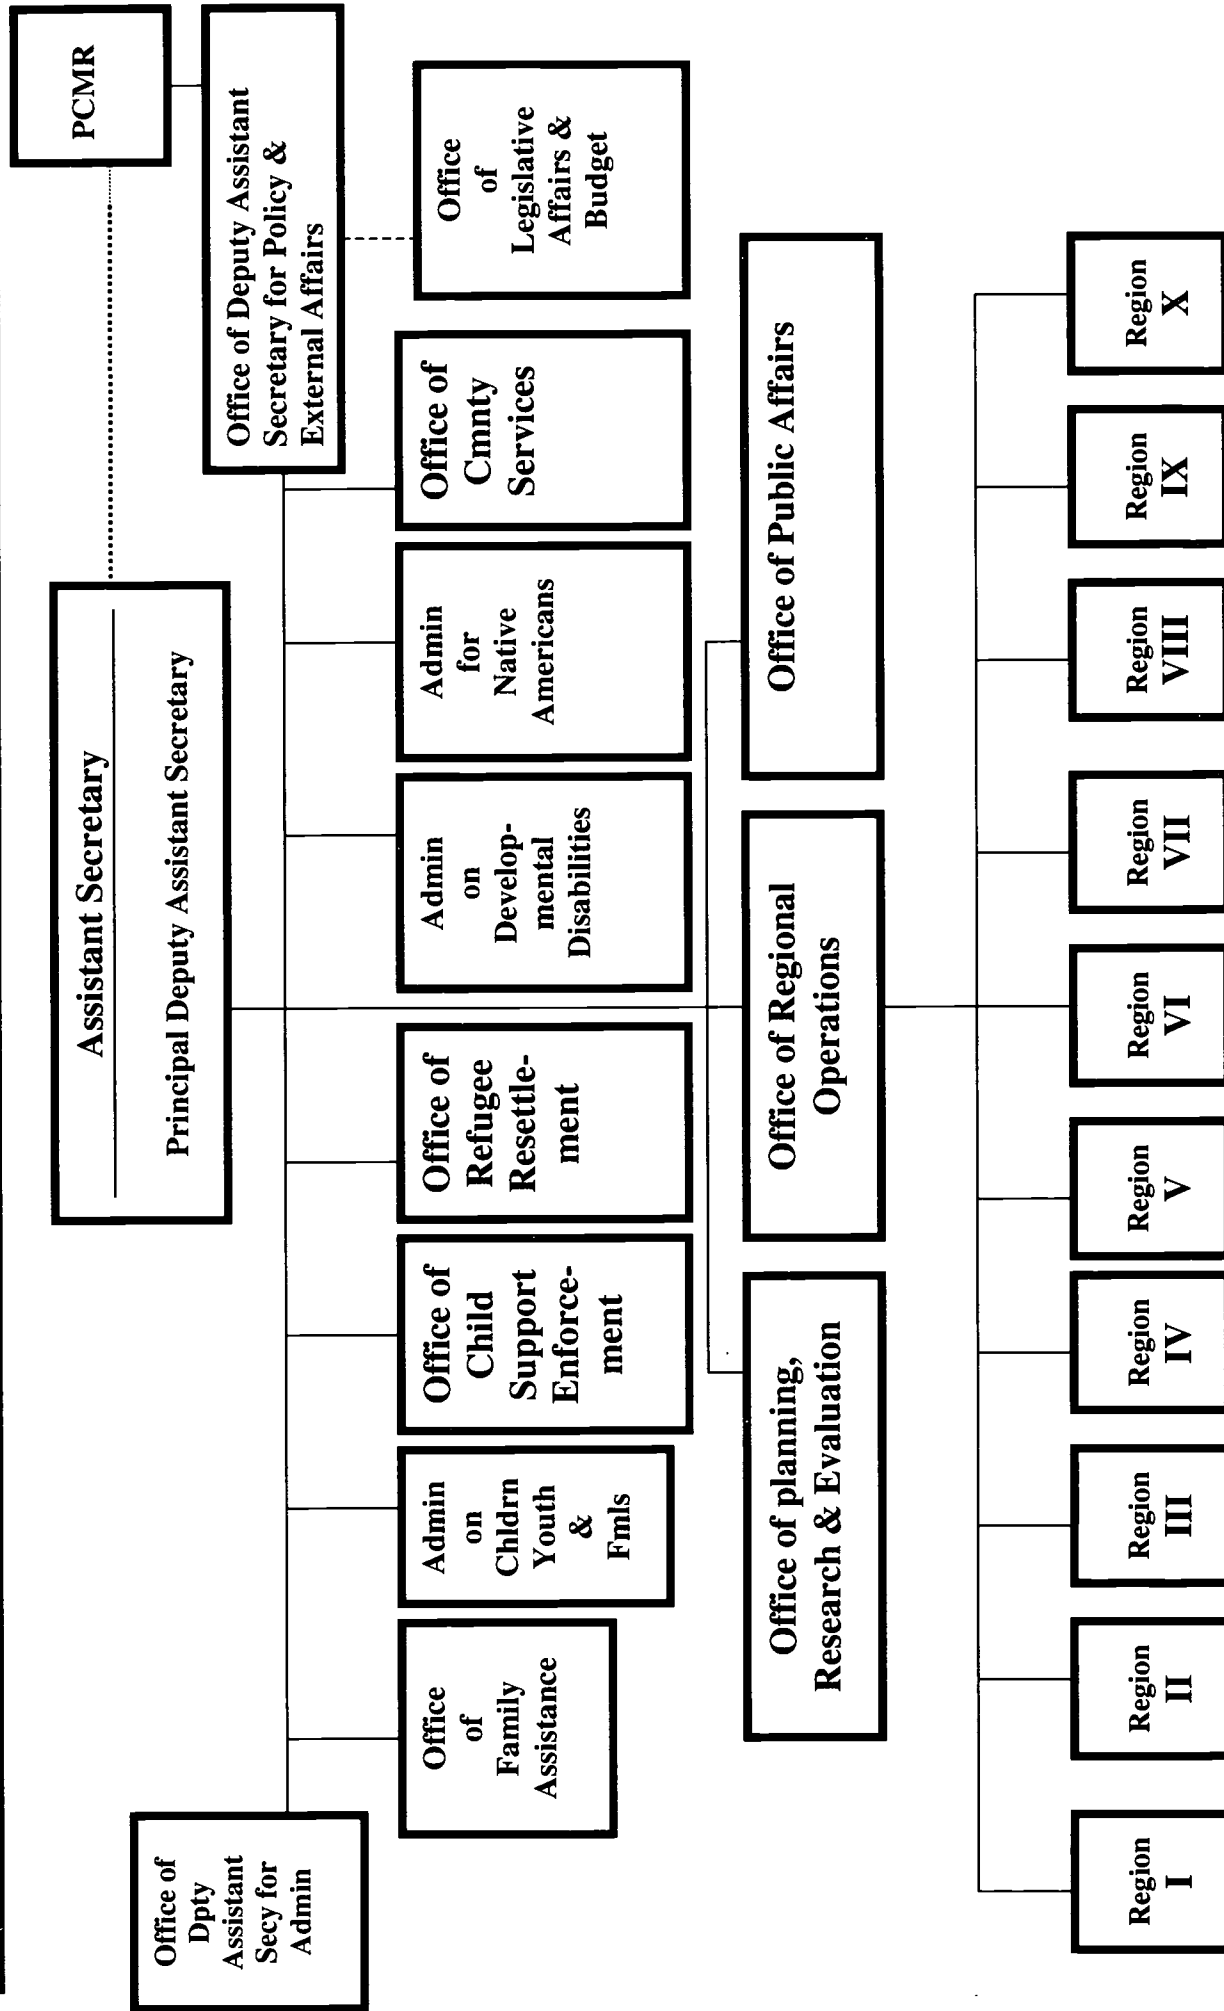 PCMR
Assistant Secretary
Principal Deputy Assistant Secretary
Office of Dpty
Assistant
Secy for
Admin
Office of Deputy Assistant
Secretary for Policy &
External Affairs
Office
of
Family
Assistance
Admin
on
Chldrn
Youth
&
Fmls
Office of
Child
Support
Enforce-
ment
Office of
Refugee
Resettle-
ment
Admin
on
Develop-
mental
Disabilities
Admin
for
Native
Americans
Office of
Cmnty
Services
Office
of
Legislative
Affairs &
Budget
Office of planning,
Research & Evaluation
Office of Regional
Operations
Office of Public Affairs
Region
I
Region
II
Region
III
Region
IV
Region
V
Region
VI
Region
VII
Region
VIII
Region
IX
Region
X